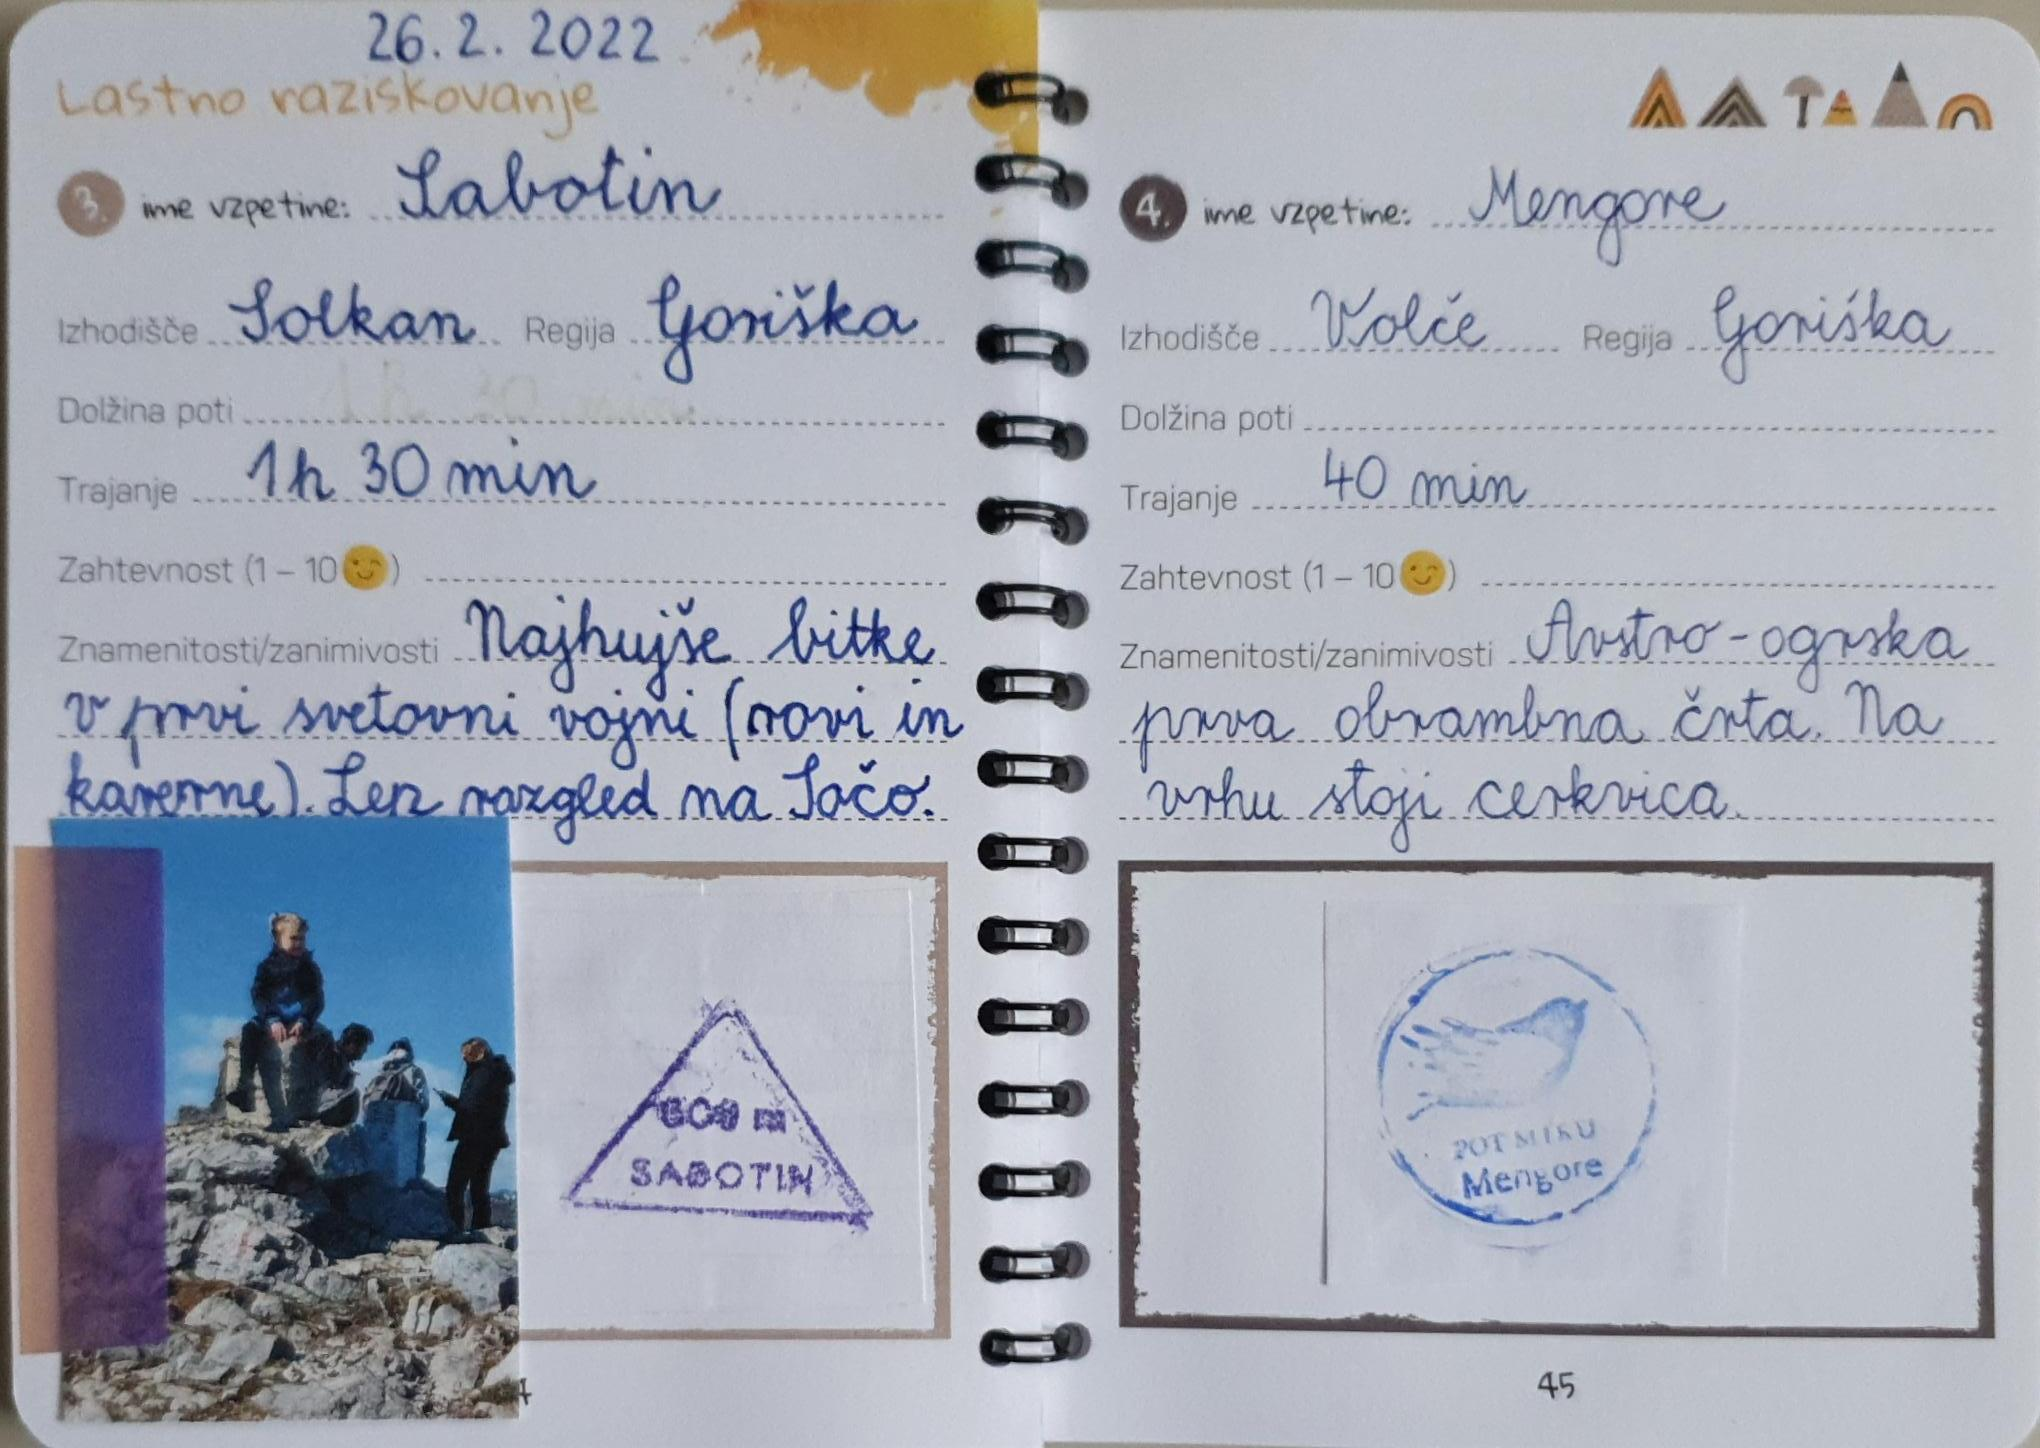 26. 2. 2022
Lastno raziskovanje
3. ime vzpetine: Sabotin
Izhodišče Solkan Regija Goriška
Dolžina poti
Trajanje 1h 30 min
Zahtevnost (1 – 10 😉)
Znamenitosti/zanimivosti Najhujše bitke
v prvi svetovni vojni (rovi in
kaverne). Lep razgled na Sočo.
609 m
SABOTIN
4. ime vzpetine: Mengore
Izhodišče Volče Regija Goriška
Dolžina poti
Trajanje 40 min
Zahtevnost (1 – 10 😉)
Znamenitosti/zanimivosti Avstro-ogrska
prva obrambna črta. Na
vrhu stoji cerkvica.
POT MIRU
Mengore
45